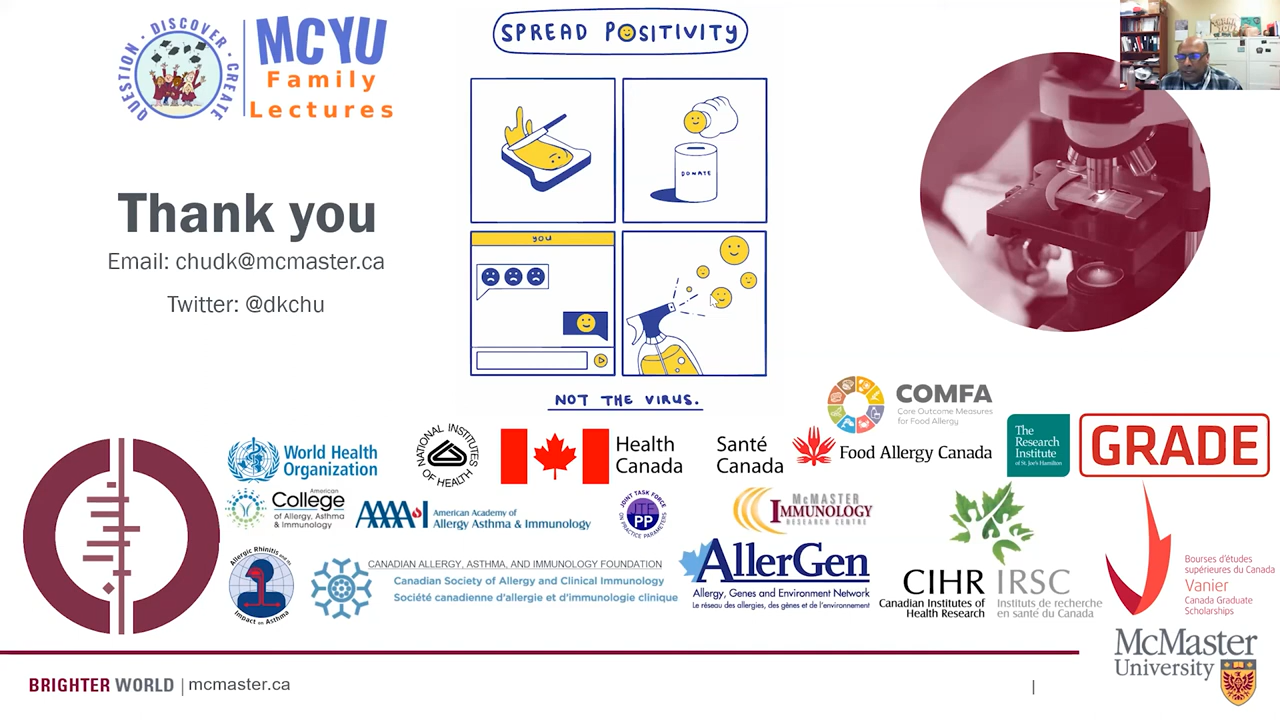 QUESTION · DISCOVER · CREATE
MCYU
Family
Lectures
SPREAD POSITIVITY
DONATE
YOU
NOT THE VIRUS.
Thank you
Email: chudk@mcmaster.ca
Twitter: @dkchu
COMFA
Core Outcome Measures
for Food Allergy
World Health
Organization
NATIONAL INSTITUTES
OF HEALTH
Health
Canada
Santé
Canada
Food Allergy Canada
The
Research
Institute
of St. Joe's Hamilton
GRADE
American
College
of Allergy, Asthma
& Immunology
AAAAI
American Academy of
Allergy Asthma & Immunology
JOINT TASK FORCE
JTF
PP
ON PRACTICE PARAMETERS
McMASTER
IMMUNOLOGY
RESEARCH CENTRE
Allergic Rhinitis and its
Impact on Asthma
CANADIAN ALLERGY, ASTHMA, AND IMMUNOLOGY FOUNDATION
Canadian Society of Allergy and Clinical Immunology
Société canadienne d'allergie et d'immunologie clinique
AllerGen
Allergy, Genes and Environment Network
Le réseau des allergies, des gènes et de l'environnement
CIHR IRSC
Canadian Institutes of
Health Research
Instituts de recherche
en santé du Canada
Bourses d'études
supérieures du Canada
Vanier
Canada Graduate
Scholarships
BRIGHTER WORLD | mcmaster.ca
|
McMaster
University